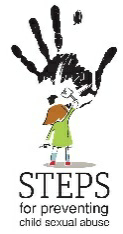 STEPS
for preventing
child sexual abuse